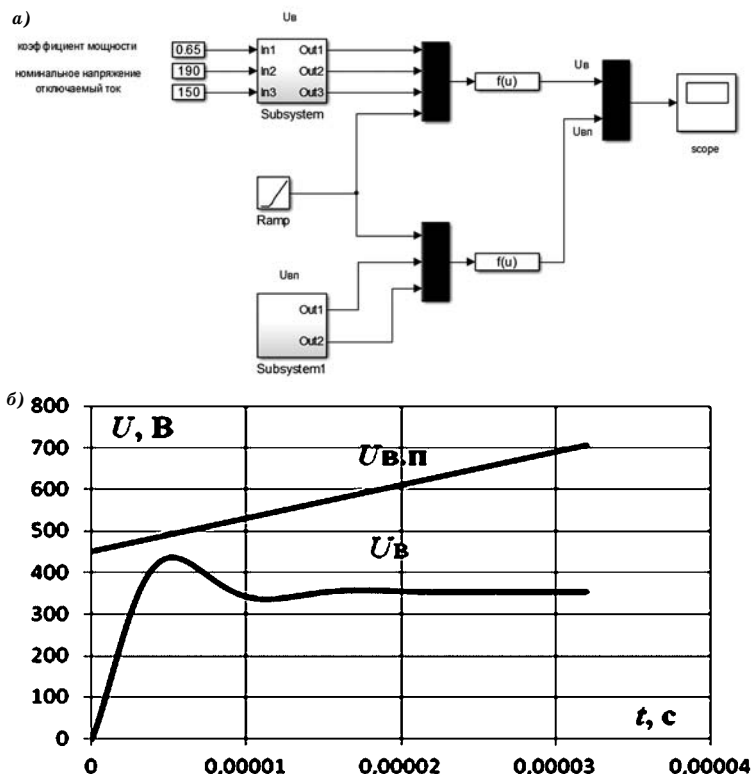 а)
Uв
коэффициент мощности
0.65
In1
Out1
номинальное напряжение
190
In2
Out2
отключаемый ток
150
In3
Out3
Subsystem
f(u)
Uв
Uвп
scope
Ramp
Uвп
Out1
Out2
Subsystem1
f(u)
б)
800
U, В
700
Uв.п
600
500
Uв
400
300
200
100
t, с
0
0
0,00001
0,00002
0,00003
0,00004